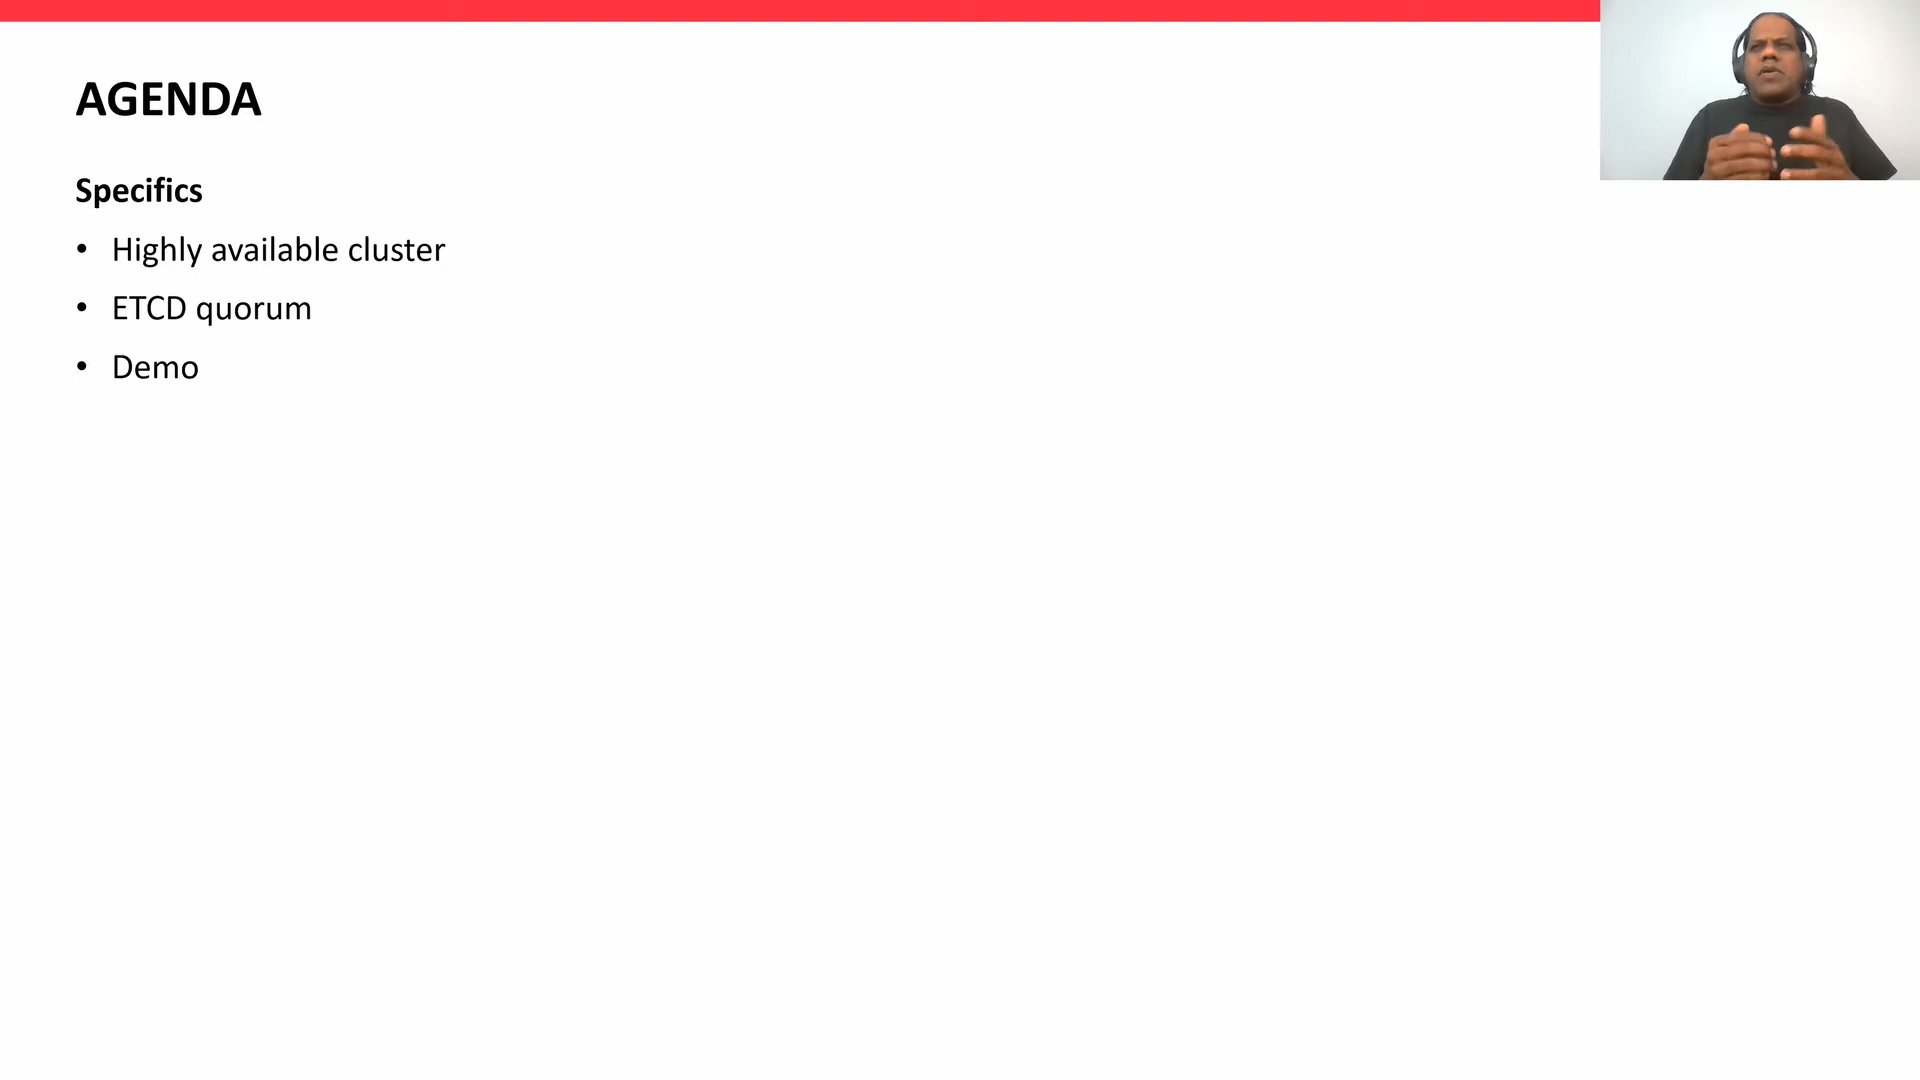 AGENDA
Specifics
• Highly available cluster
• ETCD quorum
• Demo